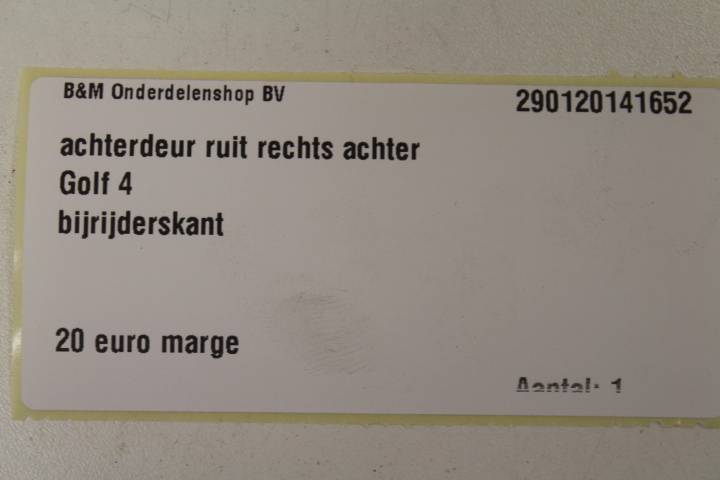 B&M Onderdelenshop BV
290120141652
achterdeur ruit rechts achter
Golf 4
bijrijderskant
20 euro marge
Aantal: 1